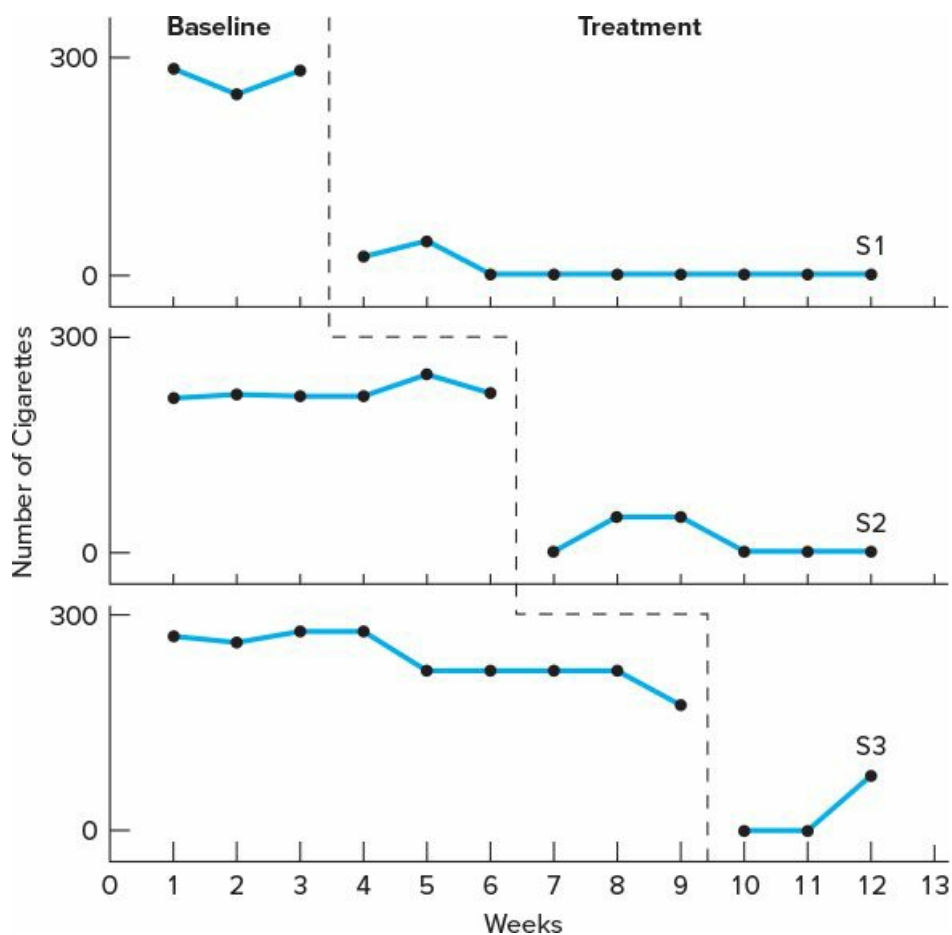 Baseline Treatment
300
0
S1
300
0
S2
300
0
S3
Number of Cigarettes
0 1 2 3 4 5 6 7 8 9 10 11 12 13
Weeks